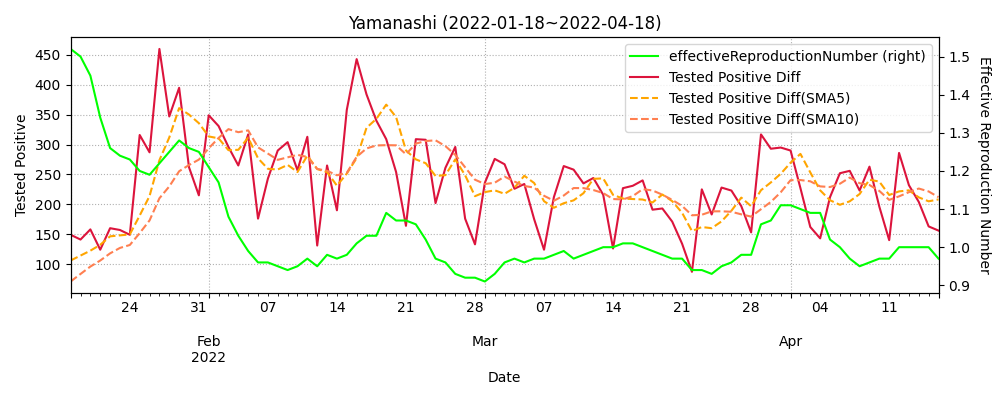 Yamanashi (2022-01-18~2022-04-18)
effectiveReproductionNumber (right)
Tested Positive Diff
Tested Positive Diff(SMA5)
Tested Positive Diff(SMA10)
Tested Positive
450
400
350
300
250
200
150
100
1.5
1.4
1.3
1.2
1.1
1.0
0.9
Effective Reproduction Number
24 31 07 14 21 28 07 14 21 28 04 11
Feb Mar Apr
2022
Date